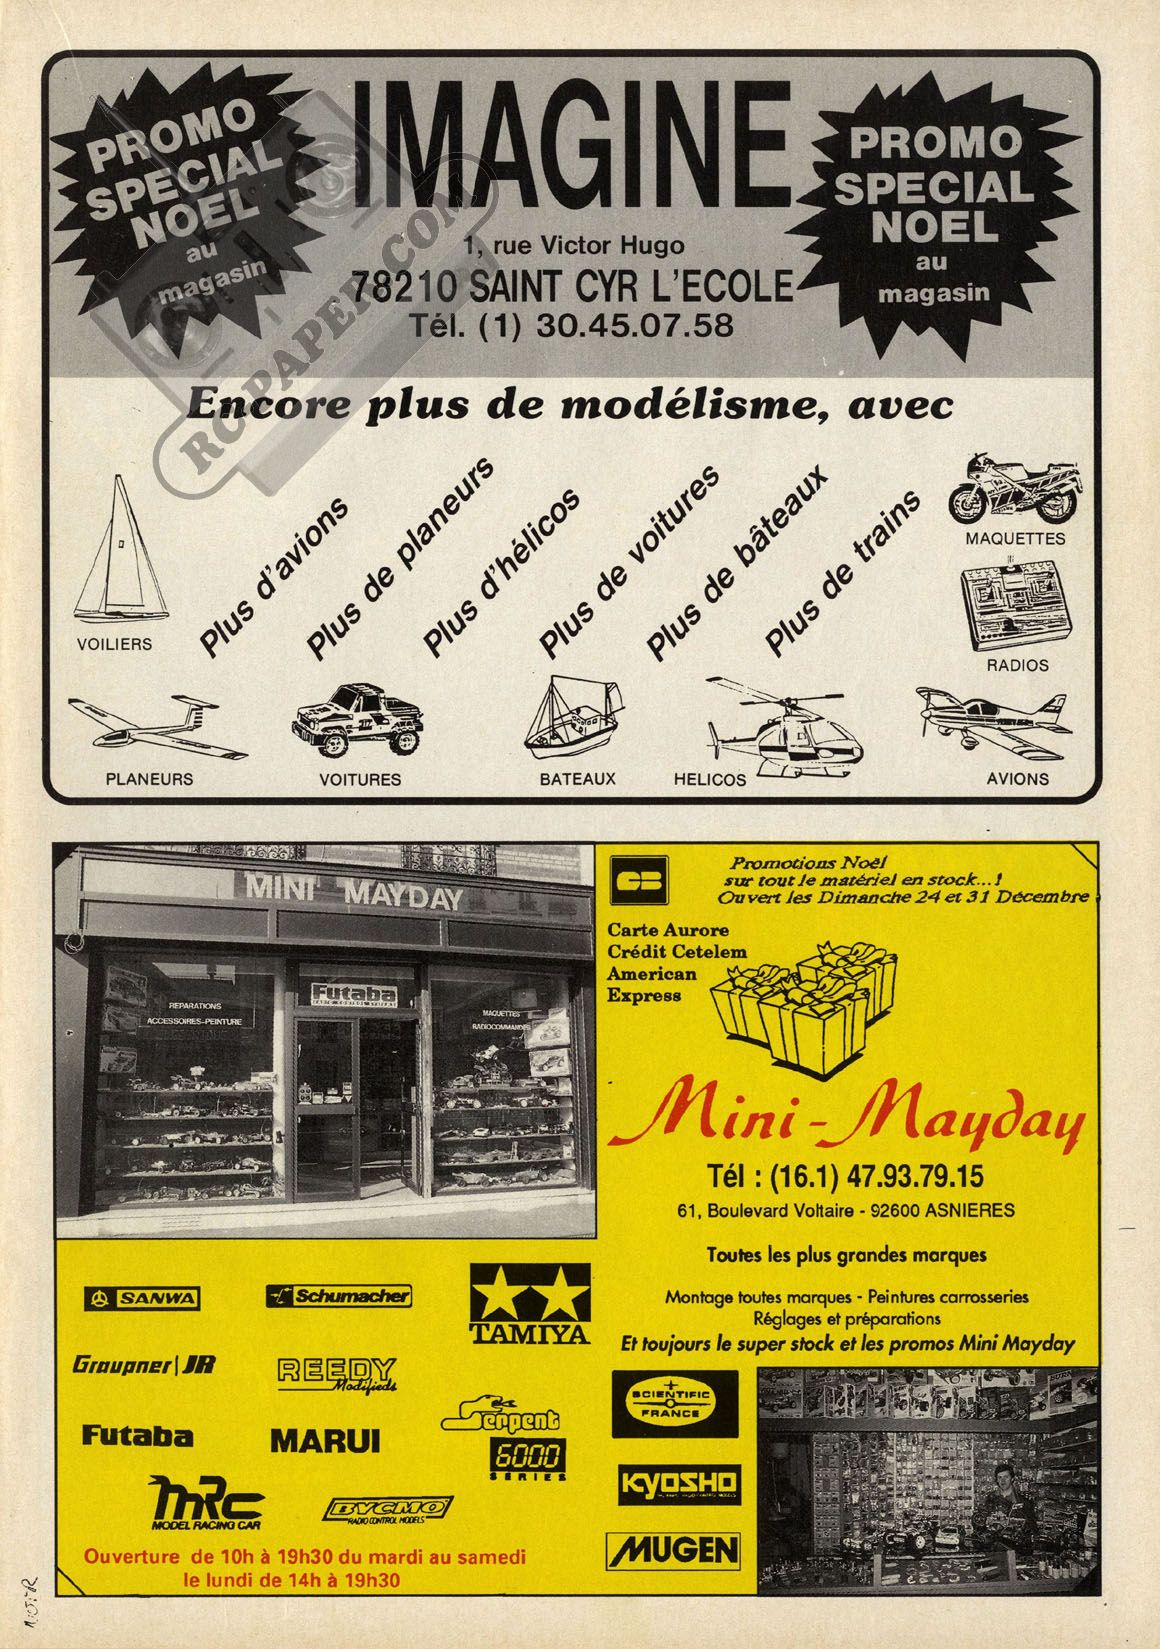 PROMO
SPECIAL
NOEL
au
magasin
IMAGINE
1, rue Victor Hugo
78210 SAINT CYR L'ECOLE
Tél. (1) 30.45.07.58
PROMO
SPECIAL
NOEL
au
magasin
RCPAPER.COM
Encore plus de modélisme, avec
Plus d'avions
Plus de planeurs
Plus d'hélicos
Plus de voitures
Plus de bâteaux
Plus de trains
VOILIERS
MAQUETTES
RADIOS
PLANEURS
VOITURES
BATEAUX
HELICOS
AVIONS
MINI MAYDAY
Futaba
RADIO CONTROL SYSTEMS
REPARATIONS
ACCESSOIRES-PEINTURE
MAQUETTES
RADIOCOMMANDES
CB
Promotions Noël
sur tout le matériel en stock...!
Ouvert les Dimanche 24 et 31 Décembre
Carte Aurore
Crédit Cetelem
American
Express
Mini-Mayday
Tél : (16.1) 47.93.79.15
61, Boulevard Voltaire - 92600 ASNIERES
Toutes les plus grandes marques
Montage toutes marques - Peintures carrosseries
Réglages et préparations
Et toujours le super stock et les promos Mini Mayday
SANWA
Schumacher
TAMIYA
Graupner|JR
REEDY
Modifieds
Serpent
6000
SERIES
Futaba
MARUI
MRC
MODEL RACING CAR
BYCMO
RADIO CONTROL MODELS
SCIENTIFIC
FRANCE
KYOSHO
MUGEN
Ouverture de 10h à 19h30 du mardi au samedi
le lundi de 14h à 19h30